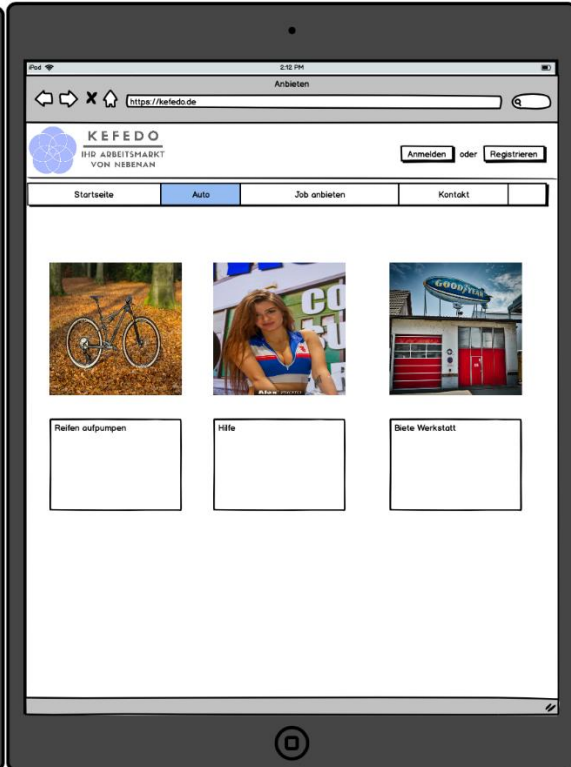 iPad
2:12 PM
Anbieten
https://kefedo.de
KEFEDO
IHR ARBEITSMARKT
VON NEBENAN
Anmelden oder Registrieren
Startseite Auto Job anbieten Kontakt
GOODYEAR
Reifen aufpumpen Hilfe Biete Werkstatt